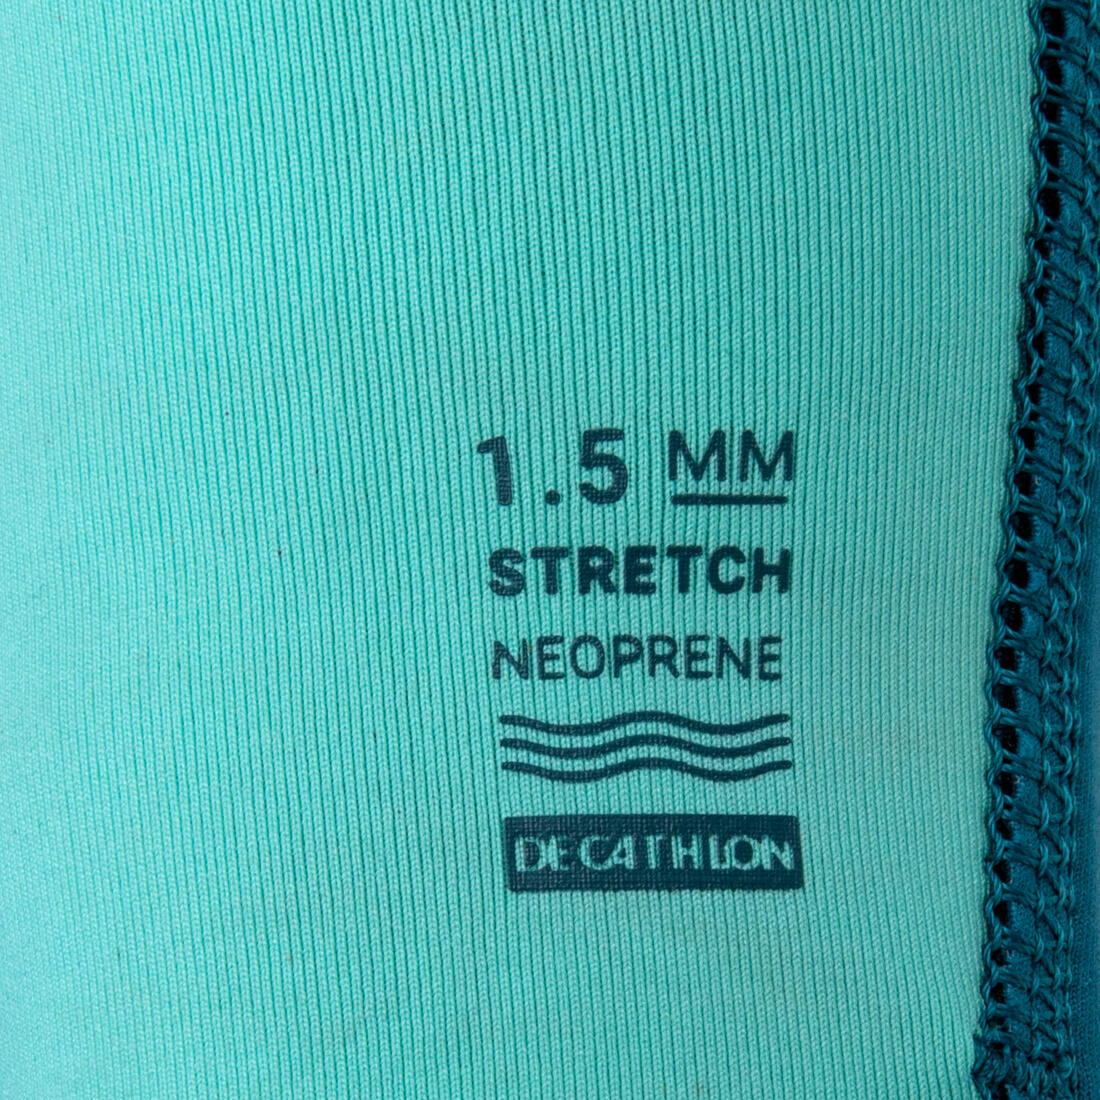 1.5 MM
STRETCH
NEOPRENE
DECATHLON